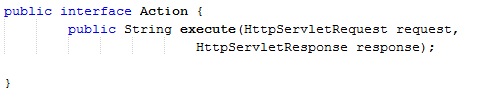 public interface Action {
public String execute(HttpServletRequest request,
HttpServletResponse response);
}